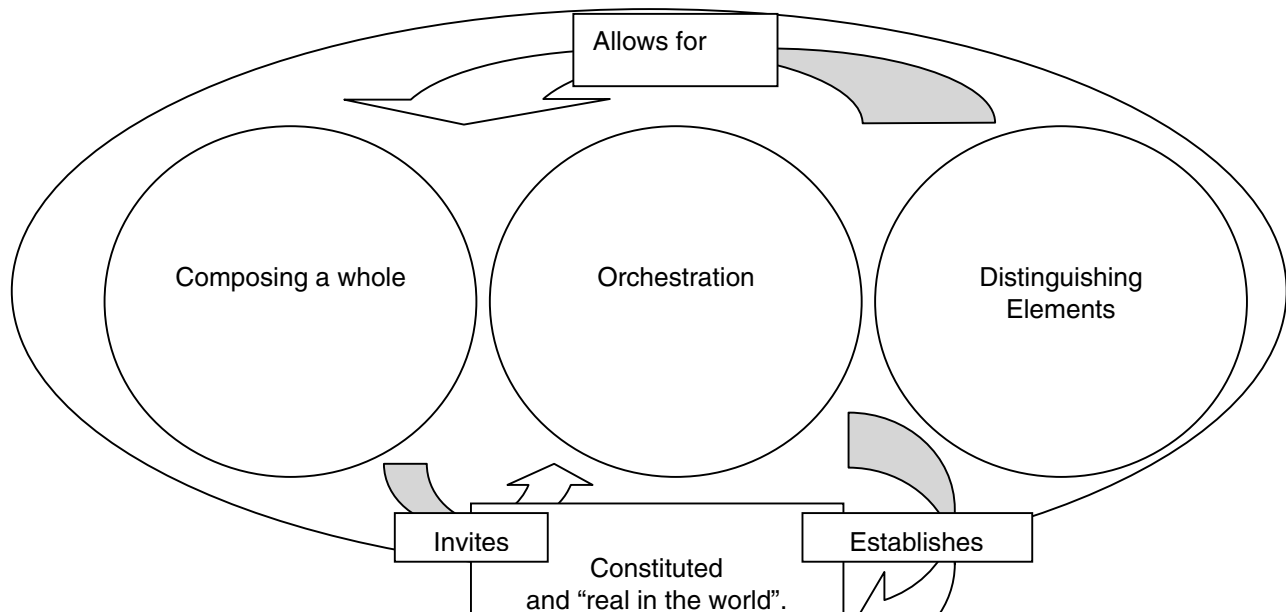 Allows for
Composing a whole
Orchestration
Distinguishing
Elements
Invites
Establishes
Constituted
and “real in the world”.